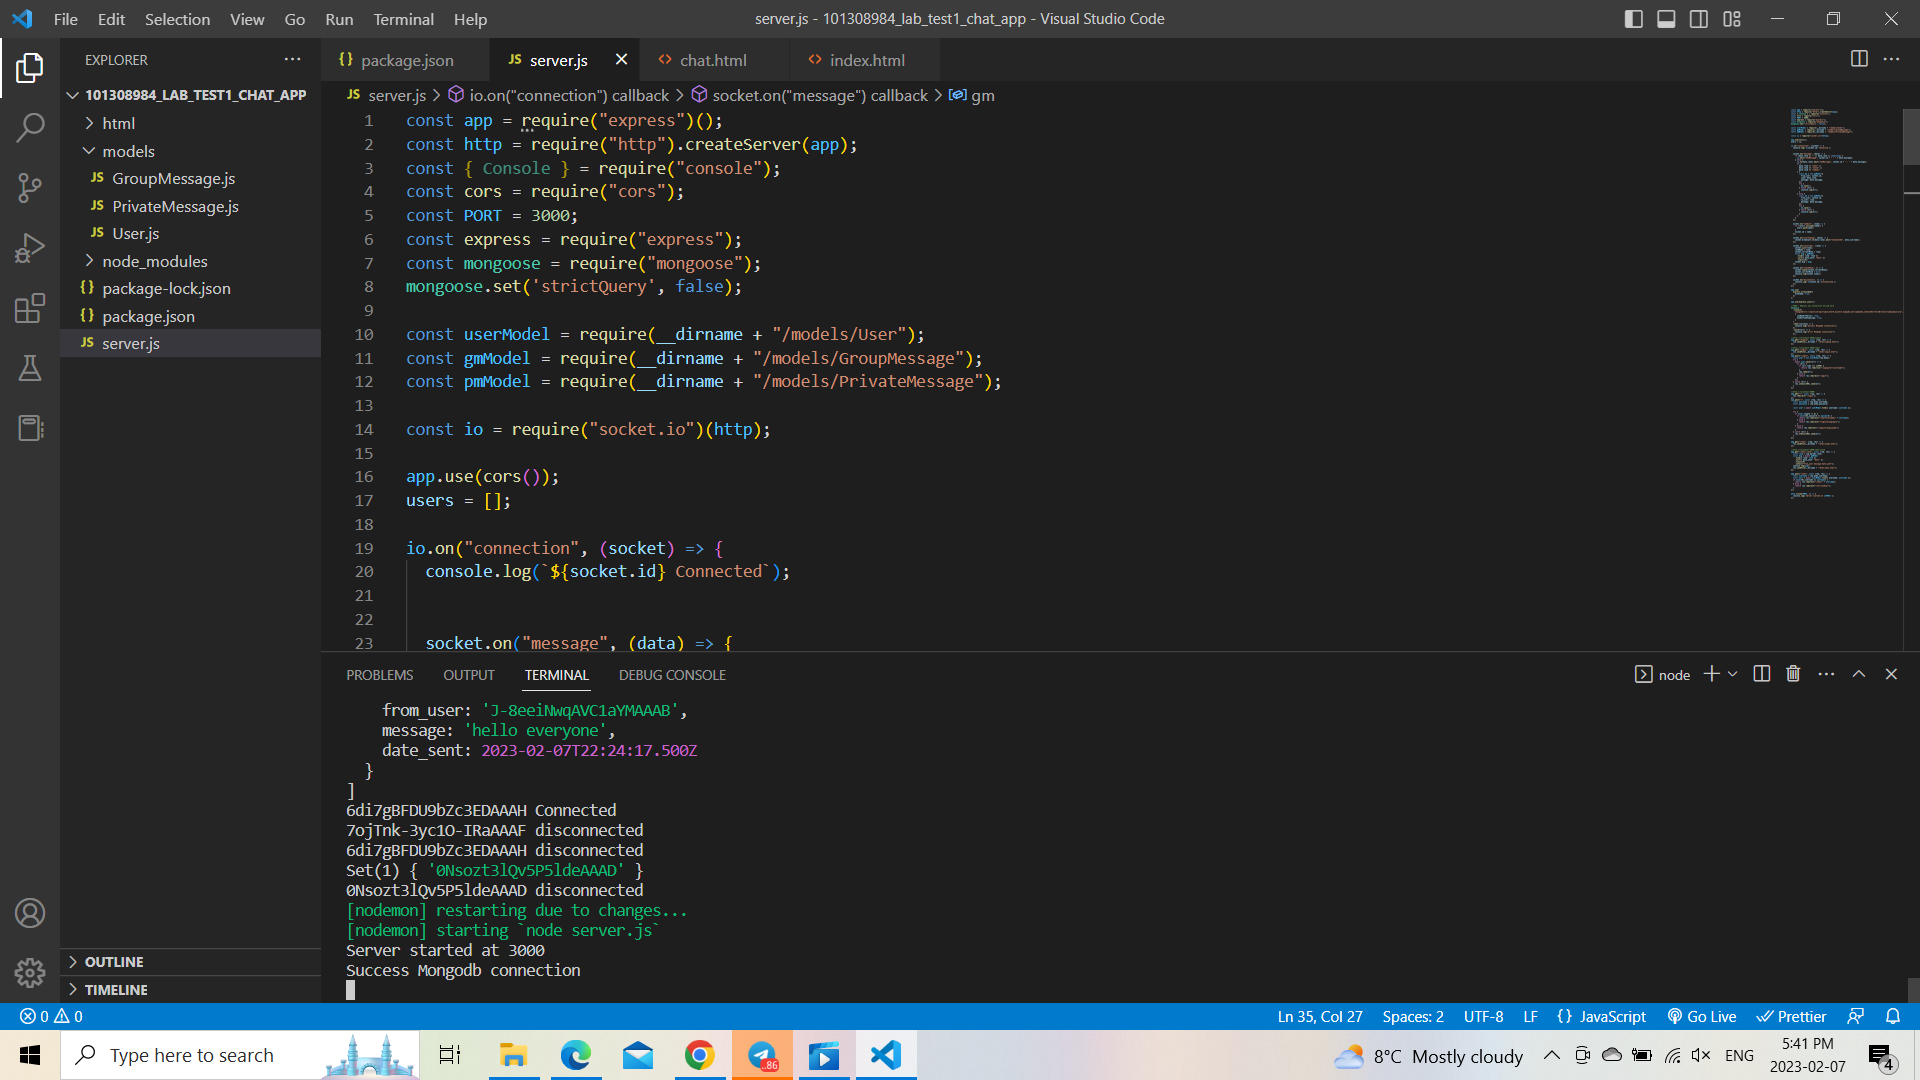 File Edit Selection View Go Run Terminal Help
server.js - 101308984_lab_test1_chat_app - Visual Studio Code
EXPLORER
101308984_LAB_TEST1_CHAT_APP
html
models
JS GroupMessage.js
JS PrivateMessage.js
JS User.js
node_modules
{} package-lock.json
{} package.json
JS server.js
OUTLINE
TIMELINE
{} package.json
JS server.js
<> chat.html
<> index.html
JS server.js > io.on("connection") callback > socket.on("message") callback > gm
1 const app = require("express")();
2 const http = require("http").createServer(app);
3 const { Console } = require("console");
4 const cors = require("cors");
5 const PORT = 3000;
6 const express = require("express");
7 const mongoose = require("mongoose");
8 mongoose.set('strictQuery', false);
9
10 const userModel = require(__dirname + "/models/User");
11 const gmModel = require(__dirname + "/models/GroupMessage");
12 const pmModel = require(__dirname + "/models/PrivateMessage");
13
14 const io = require("socket.io")(http);
15
16 app.use(cors());
17 users = [];
18
19 io.on("connection", (socket) => {
20 console.log(`${socket.id} Connected`);
21
22
23 socket.on("message", (data) => {
PROBLEMS OUTPUT TERMINAL DEBUG CONSOLE
node
from_user: 'J-8eeiNwqAVC1aYMAAAB',
message: 'hello everyone',
date_sent: 2023-02-07T22:24:17.500Z
}
]
6di7gBFDU9bZc3EDAAAH Connected
7ojTnk-3yc1O-IRaAAAF disconnected
6di7gBFDU9bZc3EDAAAH disconnected
Set(1) { '0Nsozt3lQv5P5ldeAAAD' }
0Nsozt3lQv5P5ldeAAAD disconnected
[nodemon] restarting due to changes...
[nodemon] starting `node server.js`
Server started at 3000
Success Mongodb connection
0 0
Ln 35, Col 27 Spaces: 2 UTF-8 LF {} JavaScript Go Live Prettier
Type here to search
.86
8°C Mostly cloudy
ENG
5:41 PM
2023-02-07
4